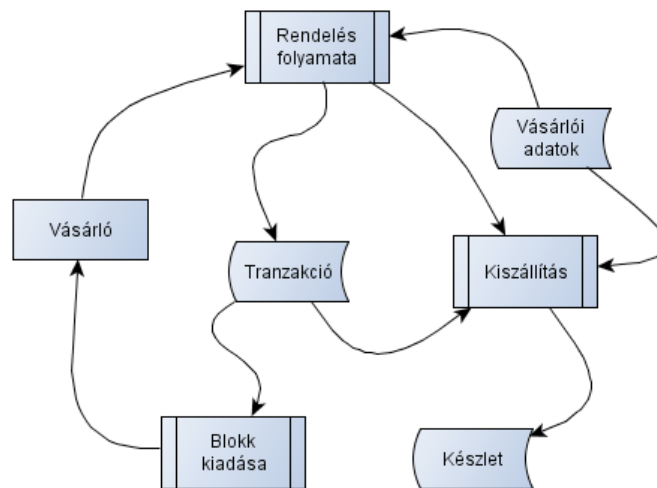 Rendelés
folyamata
Vásárlói
adatok
Vásárló
Tranzakció
Kiszállítás
Blokk
kiadása
Készlet